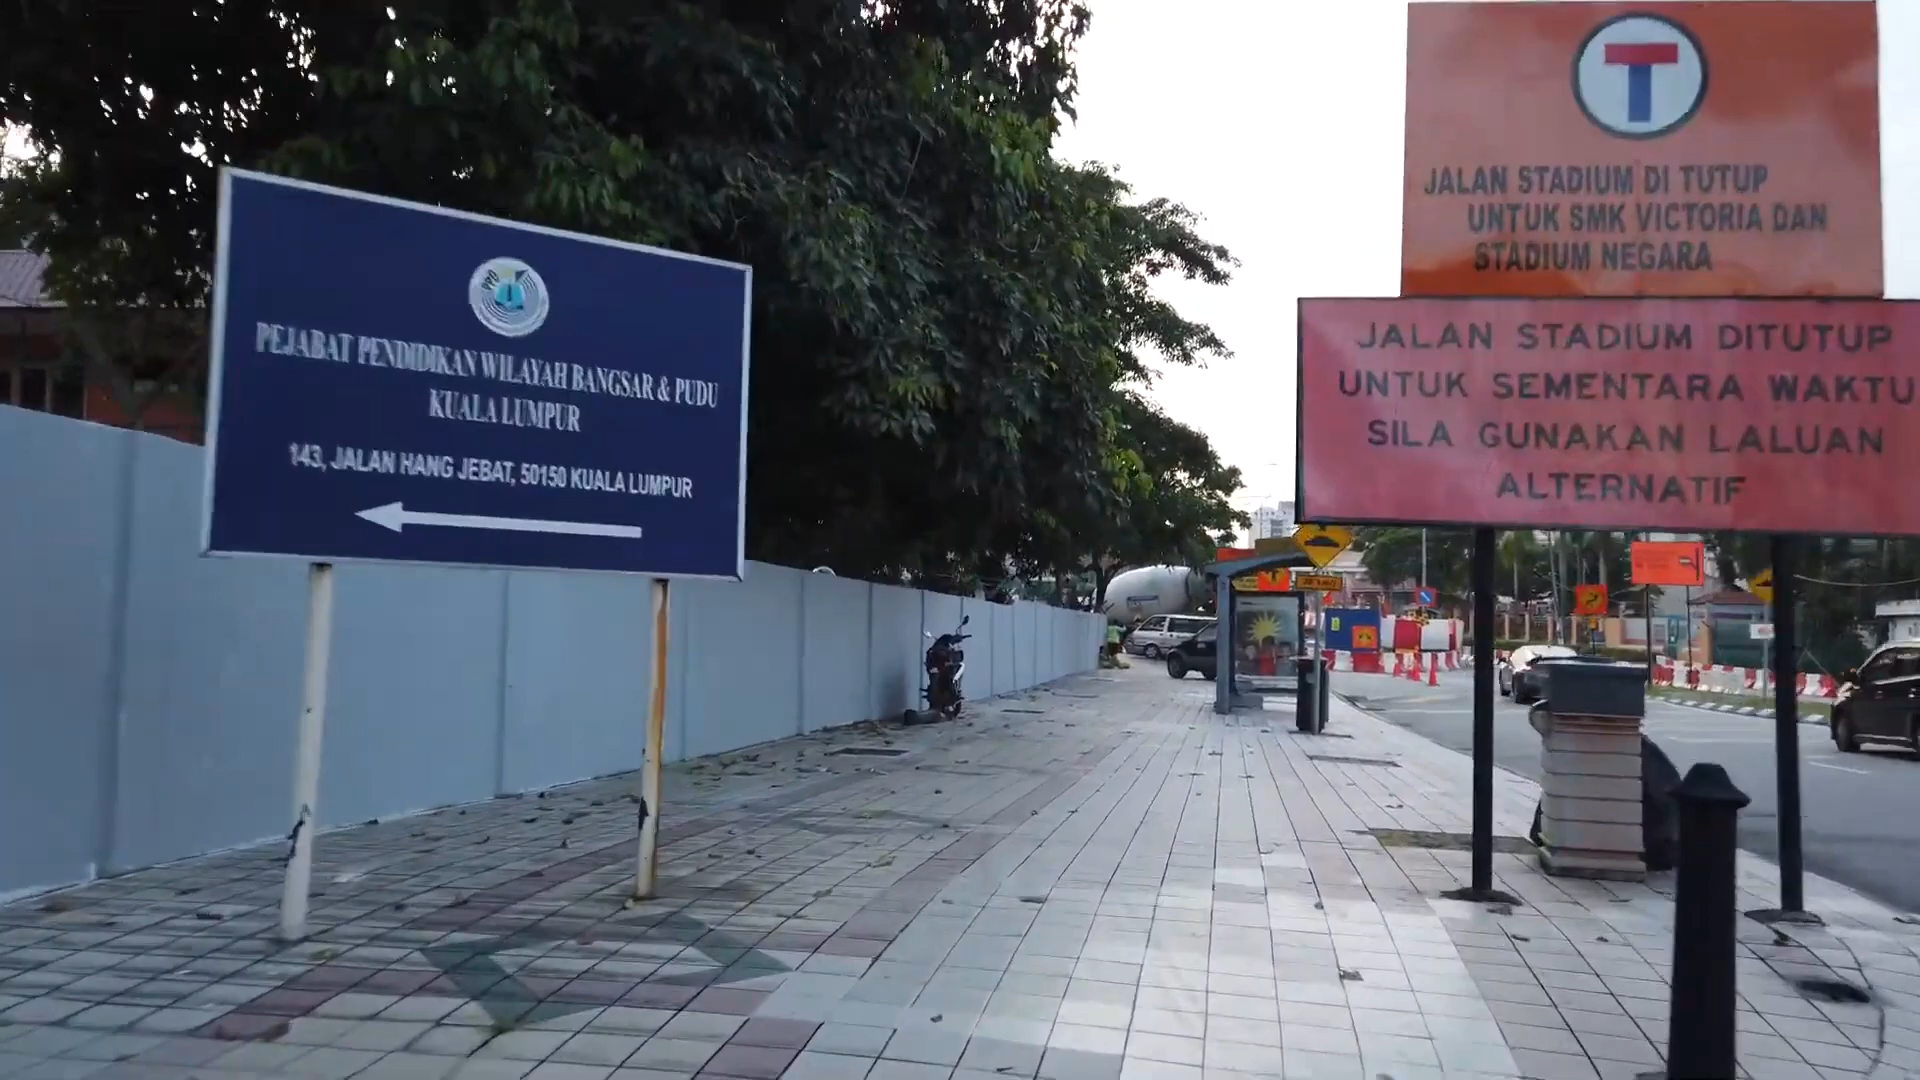 PPD
PEJABAT PENDIDIKAN WILAYAH BANGSAR & PUDU
KUALA LUMPUR
143, JALAN HANG JEBAT, 50150 KUALA LUMPUR
T
JALAN STADIUM DI TUTUP
UNTUK SMK VICTORIA DAN
STADIUM NEGARA
JALAN STADIUM DITUTUP
UNTUK SEMENTARA WAKTU
SILA GUNAKAN LALUAN
ALTERNATIF